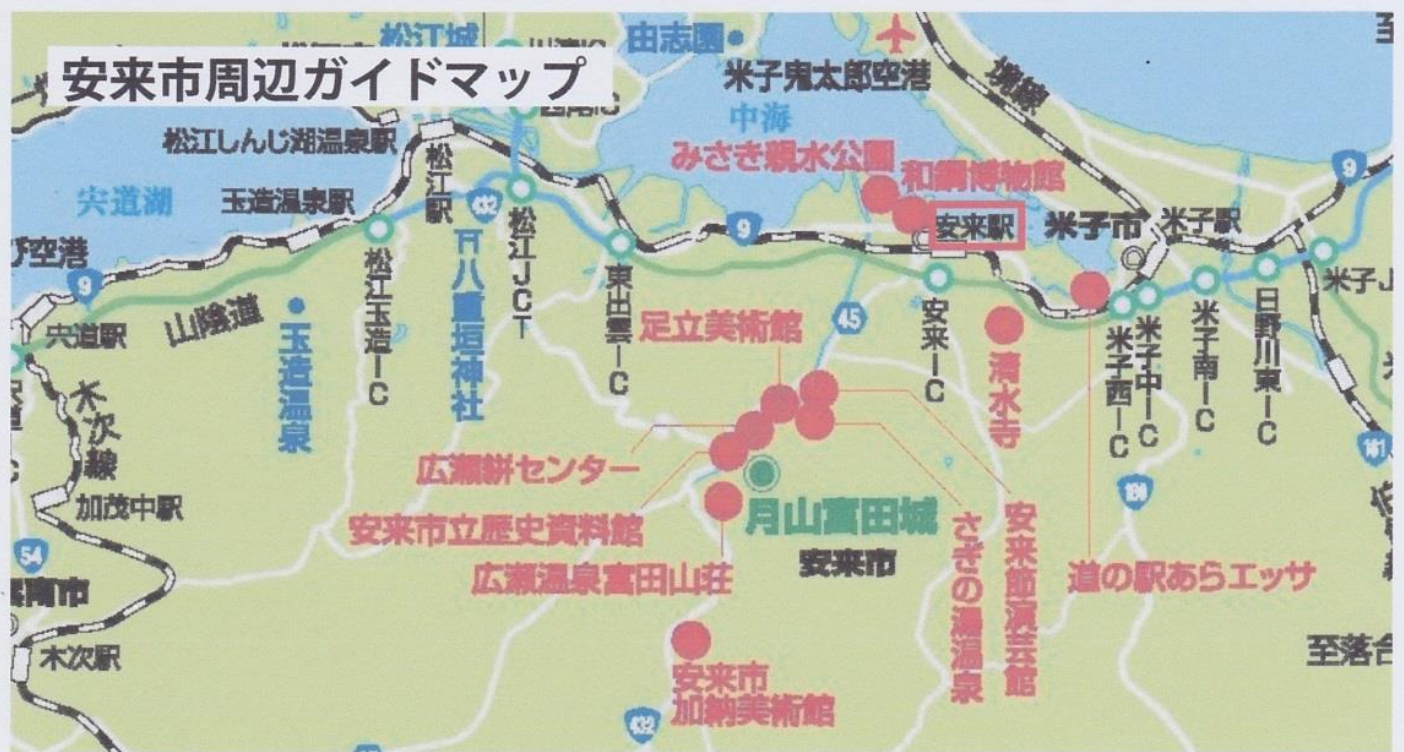 安来市周辺ガイドマップ
松江城
由志園
米子鬼太郎空港
境線
中海
松江しんじ湖温泉駅
松江駅
みさき親水公園
和鋼博物館
宍道湖
玉造温泉駅
432
安来駅
米子市
米子駅
9
9
9
松江玉造IC
松江JCT
八重垣神社
東出雲IC
宍道駅
山陰道
玉造温泉
足立美術館
45
安来IC
清水寺
米子西IC
米子中IC
米子南IC
日野川東IC
木次線
広瀬絣センター
加茂中駅
安来市立歴史資料館
月山富田城
安来市
広瀬温泉富田山荘
さぎの湯温泉
安来節演芸館
道の駅あらエッサ
181
54
木次駅
安来市
加納美術館
432